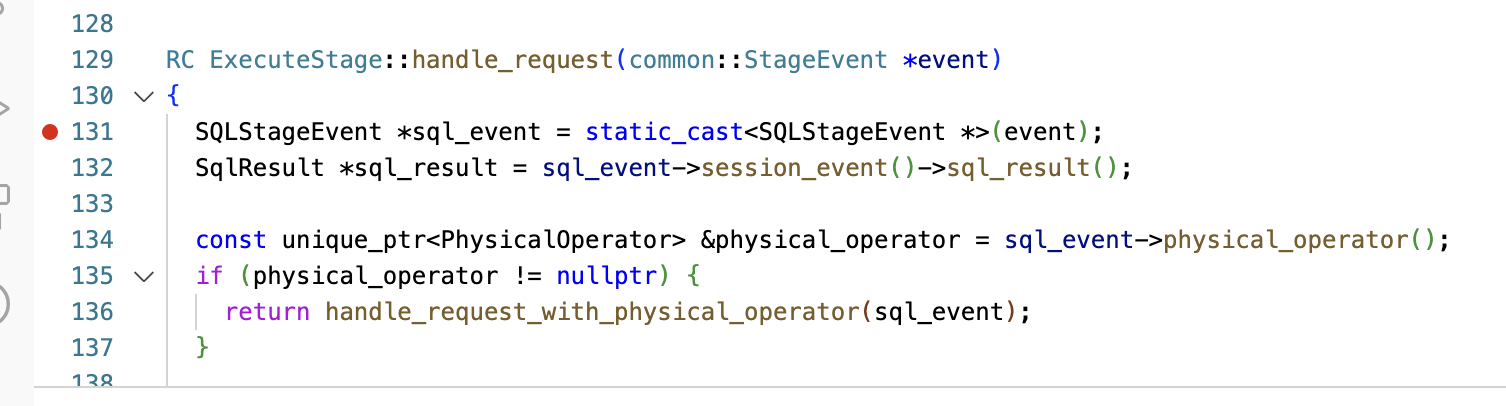 128
129 RC ExecuteStage::handle_request(common::StageEvent *event)
130 {
131   SQLStageEvent *sql_event = static_cast<SQLStageEvent *>(event);
132   SqlResult *sql_result = sql_event->session_event()->sql_result();
133
134   const unique_ptr<PhysicalOperator> &physical_operator = sql_event->physical_operator();
135   if (physical_operator != nullptr) {
136     return handle_request_with_physical_operator(sql_event);
137   }
138